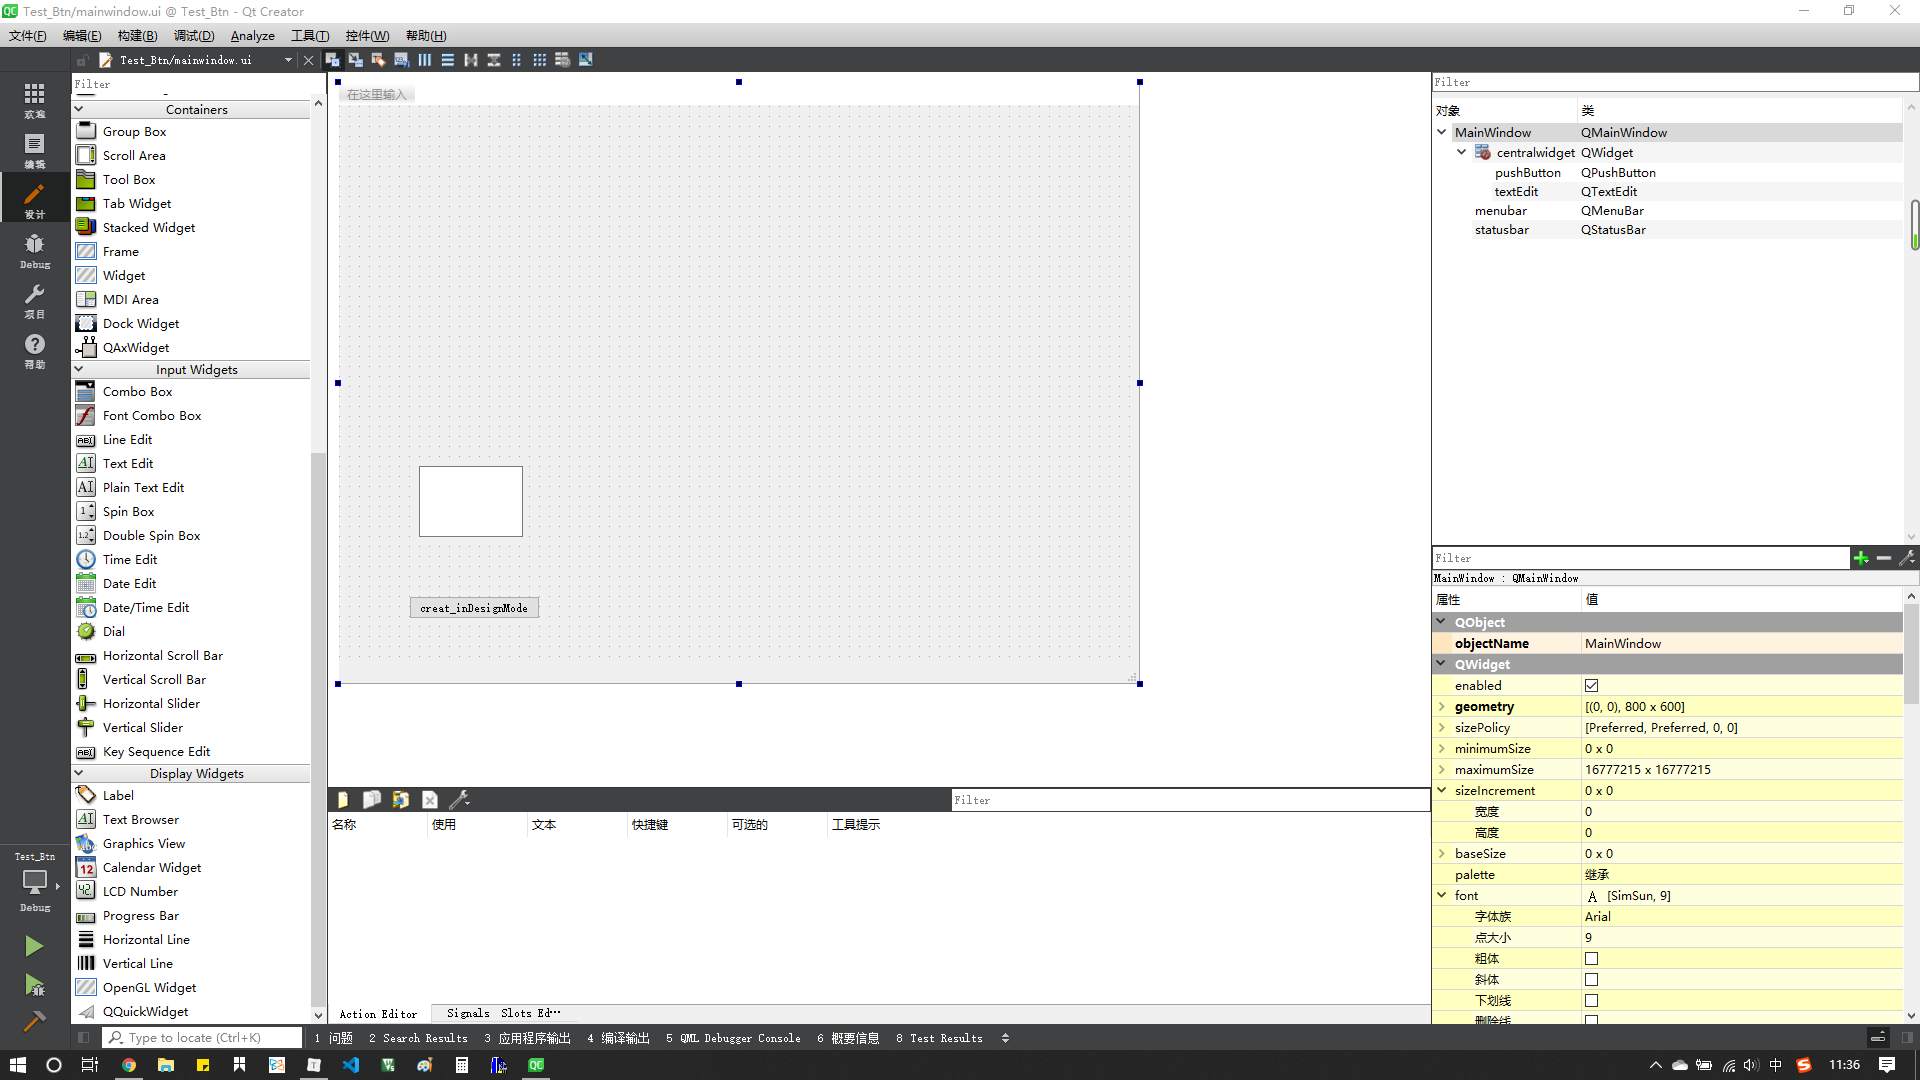 Test_Btn/mainwindow.ui @ Test_Btn - Qt Creator
文件(F) 编辑(E) 构建(B) 调试(D) Analyze 工具(T) 控件(W) 帮助(H)
Test_Btn/mainwindow.ui
欢迎
编辑
设计
Debug
项目
帮助
Test_Btn
Debug
Filter
Containers
Group Box
Scroll Area
Tool Box
Tab Widget
Stacked Widget
Frame
Widget
MDI Area
Dock Widget
QAxWidget
Input Widgets
Combo Box
Font Combo Box
Line Edit
Text Edit
Plain Text Edit
Spin Box
Double Spin Box
Time Edit
Date Edit
Date/Time Edit
Dial
Horizontal Scroll Bar
Vertical Scroll Bar
Horizontal Slider
Vertical Slider
Key Sequence Edit
Display Widgets
Label
Text Browser
Graphics View
Calendar Widget
LCD Number
Progress Bar
Horizontal Line
Vertical Line
OpenGL Widget
QQuickWidget
在这里输入
creat_inDesignMode
Filter
名称 使用 文本 快捷键 可选的 工具提示
Action Editor Signals Slots Ed…
Filter
对象 类
MainWindow QMainWindow
centralwidget QWidget
pushButton QPushButton
textEdit QTextEdit
menubar QMenuBar
statusbar QStatusBar
Filter
MainWindow : QMainWindow
属性 值
QObject
objectName MainWindow
QWidget
enabled
geometry [(0, 0), 800 x 600]
sizePolicy [Preferred, Preferred, 0, 0]
minimumSize 0 x 0
maximumSize 16777215 x 16777215
sizeIncrement 0 x 0
宽度 0
高度 0
baseSize 0 x 0
palette 继承
font A [SimSun, 9]
字体族 Arial
点大小 9
粗体
斜体
下划线
删除线
Type to locate (Ctrl+K) 1 问题 2 Search Results 3 应用程序输出 4 编译输出 5 QML Debugger Console 6 概要信息 8 Test Results
中 11:36